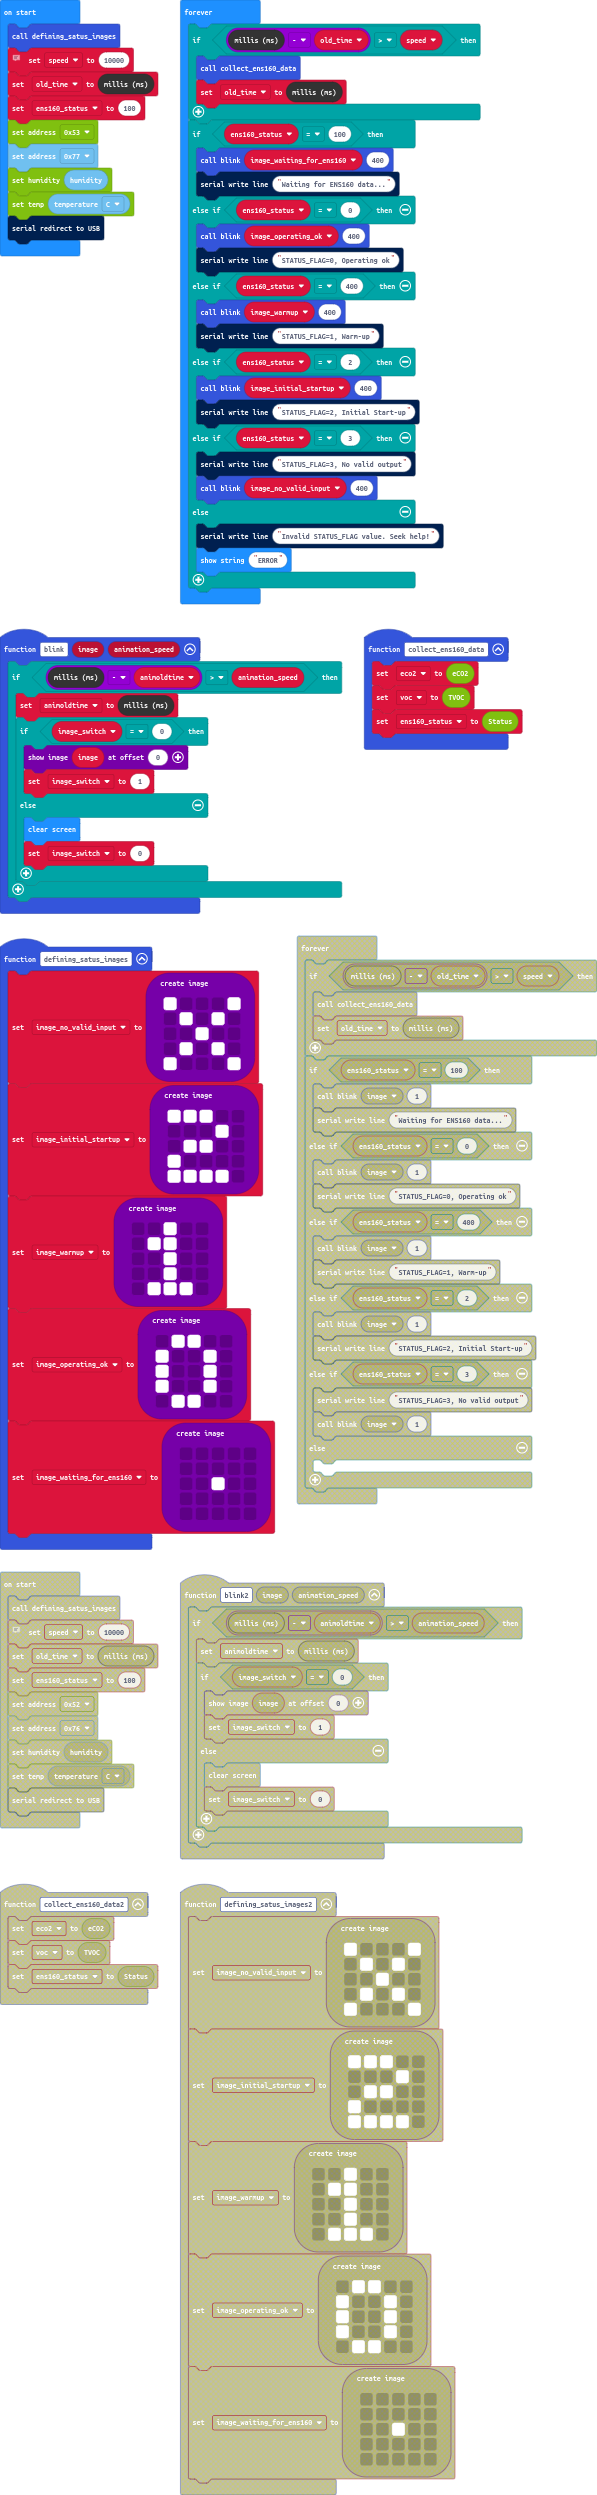 on start
call defining_satus_images
set speed to 10000
set old_time to millis (ms)
set ens160_status to 100
set address 0x53
set address 0x77
set humidity humidity
set temp temperature C
serial redirect to USB
forever
if millis (ms) - old_time > speed then
call collect_ens160_data
set old_time to millis (ms)
if ens160_status = 100 then
call blink image_waiting_for_ens160 400
serial write line "Waiting for ENS160 data..."
else if ens160_status = 0 then
call blink image_operating_ok 400
serial write line "STATUS_FLAG=0, Operating ok"
else if ens160_status = 400 then
call blink image_warmup 400
serial write line "STATUS_FLAG=1, Warm-up"
else if ens160_status = 2 then
call blink image_initial_startup 400
serial write line "STATUS_FLAG=2, Initial Start-up"
else if ens160_status = 3 then
serial write line "STATUS_FLAG=3, No valid output"
call blink image_no_valid_input 400
else
serial write line "Invalid STATUS_FLAG value. Seek help!"
show string "ERROR"
function blink image animation_speed
if millis (ms) - animoldtime > animation_speed then
set animoldtime to millis (ms)
if image_switch = 0 then
show image image at offset 0
set image_switch to 1
else
clear screen
set image_switch to 0
function collect_ens160_data
set eco2 to eCO2
set voc to TVOC
set ens160_status to Status
function defining_satus_images
create image
set image_no_valid_input to
create image
set image_initial_startup to
create image
set image_warmup to
create image
set image_operating_ok to
create image
set image_waiting_for_ens160 to
forever
if millis (ms) - old_time > speed then
call collect_ens160_data
set old_time to millis (ms)
if ens160_status = 100 then
call blink image 1
serial write line "Waiting for ENS160 data..."
else if ens160_status = 0 then
call blink image 1
serial write line "STATUS_FLAG=0, Operating ok"
else if ens160_status = 400 then
call blink image 1
serial write line "STATUS_FLAG=1, Warm-up"
else if ens160_status = 2 then
call blink image 1
serial write line "STATUS_FLAG=2, Initial Start-up"
else if ens160_status = 3 then
serial write line "STATUS_FLAG=3, No valid output"
call blink image 1
else
on start
call defining_satus_images
set speed to 10000
set old_time to millis (ms)
set ens160_status to 100
set address 0x52
set address 0x76
set humidity humidity
set temp temperature C
serial redirect to USB
function blink2 image animation_speed
if millis (ms) - animoldtime > animation_speed then
set animoldtime to millis (ms)
if image_switch = 0 then
show image image at offset 0
set image_switch to 1
else
clear screen
set image_switch to 0
function collect_ens160_data2
set eco2 to eCO2
set voc to TVOC
set ens160_status to Status
function defining_satus_images2
create image
set image_no_valid_input to
create image
set image_initial_startup to
create image
set image_warmup to
create image
set image_operating_ok to
create image
set image_waiting_for_ens160 to